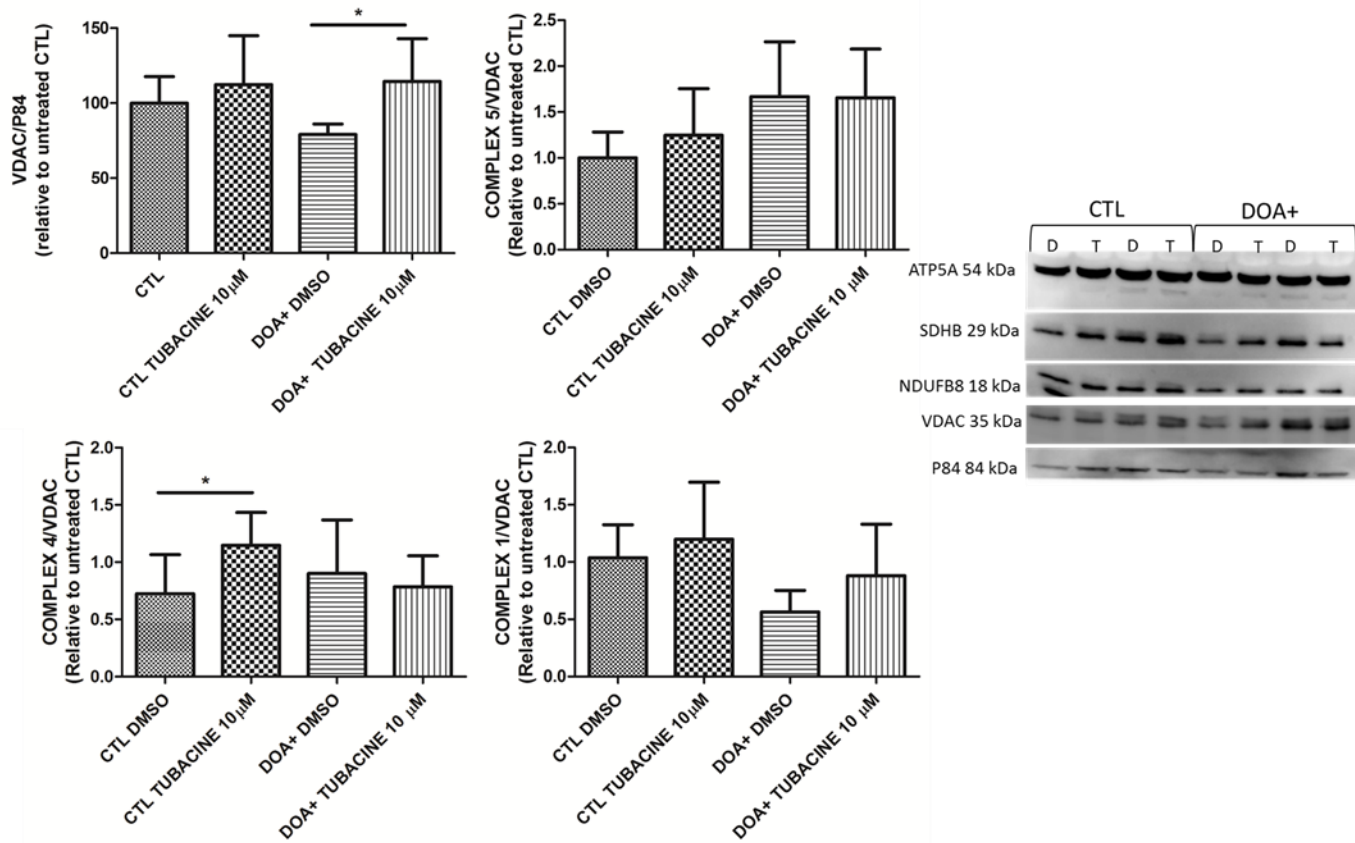 VDAC/P84
(relative to untreated CTL)
150
100
50
0
*
CTL
CTL TUBACINE 10µM
DOA+ DMSO
DOA+ TUBACINE 10µM
COMPLEX 5/VDAC
(Relative to untreated CTL)
2.5
2.0
1.5
1.0
0.5
0.0
CTL DMSO
CTL TUBACINE 10µM
DOA+ DMSO
DOA+ TUBACINE 10 µM
COMPLEX 4/VDAC
(Relative to untreated CTL)
2.0
1.5
1.0
0.5
0.0
*
CTL DMSO
CTL TUBACINE 10µM
DOA+ DMSO
DOA+ TUBACINE 10 µM
COMPLEX 1/VDAC
(Relative to untreated CTL)
2.0
1.5
1.0
0.5
0.0
CTL DMSO
CTL TUBACINE 10µM
DOA+ DMSO
DOA+ TUBACINE 10 µM
CTL DOA+
D T D T D T D T
ATP5A 54 kDa
SDHB 29 kDa
NDUFB8 18 kDa
VDAC 35 kDa
P84 84 kDa